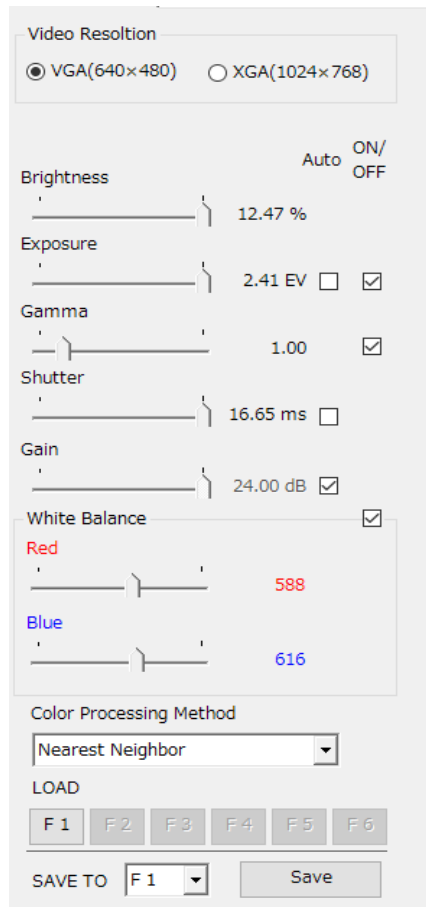 Video Resoltion
VGA(640×480) XGA(1024×768)
Auto ON/OFF
Brightness
12.47 %
Exposure
2.41 EV
Gamma
1.00
Shutter
16.65 ms
Gain
24.00 dB
White Balance
Red
588
Blue
616
Color Processing Method
Nearest Neighbor
LOAD
F 1 F 2 F 3 F 4 F 5 F 6
SAVE TO F 1 Save